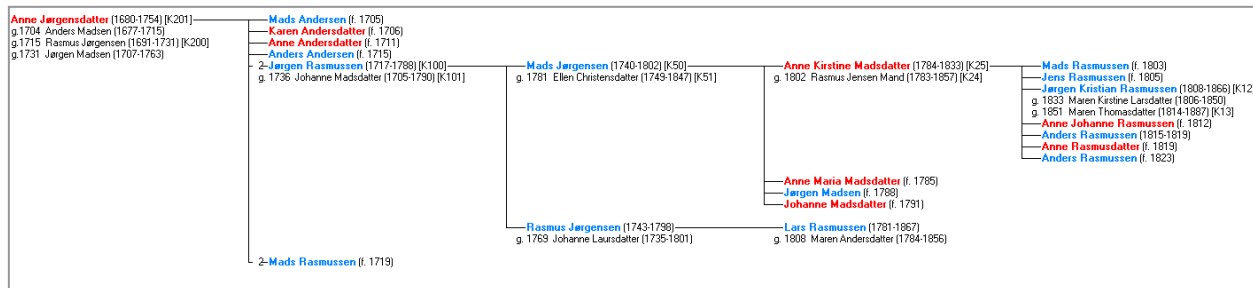 Anne Jørgensdatter (1680-1754) [K201]
g.1704 Anders Madsen (1677-1715)
g.1715 Rasmus Jørgensen (1691-1731) [K200]
g.1731 Jørgen Madsen (1707-1763)
Mads Andersen (f. 1705)
Karen Andersdatter (f. 1706)
Anne Andersdatter (f. 1711)
Anders Andersen (f. 1715)
2 Jørgen Rasmussen (1717-1788) [K100]
g. 1736 Johanne Madsdatter (1705-1790) [K101]
2 Mads Rasmussen (f. 1719)
Mads Jørgensen (1740-1802) [K50]
g. 1781 Ellen Christensdatter (1749-1847) [K51]
Rasmus Jørgensen (1743-1798)
g. 1769 Johanne Laursdatter (1735-1801)
Anne Kirstine Madsdatter (1784-1833) [K25]
g. 1802 Rasmus Jensen Mand (1783-1857) [K24]
Anne Maria Madsdatter (f. 1785)
Jørgen Madsen (f. 1788)
Johanne Madsdatter (f. 1791)
Lars Rasmussen (1781-1867)
g. 1808 Maren Andersdatter (1784-1856)
Mads Rasmussen (f. 1803)
Jens Rasmussen (f. 1805)
Jørgen Kristian Rasmussen (1808-1866) [K12]
g. 1833 Maren Kirstine Larsdatter (1806-1850)
g. 1851 Maren Thomasdatter (1814-1887) [K13]
Anne Johanne Rasmussen (f. 1812)
Anders Rasmussen (1815-1819)
Anne Rasmusdatter (f. 1819)
Anders Rasmussen (f. 1823)